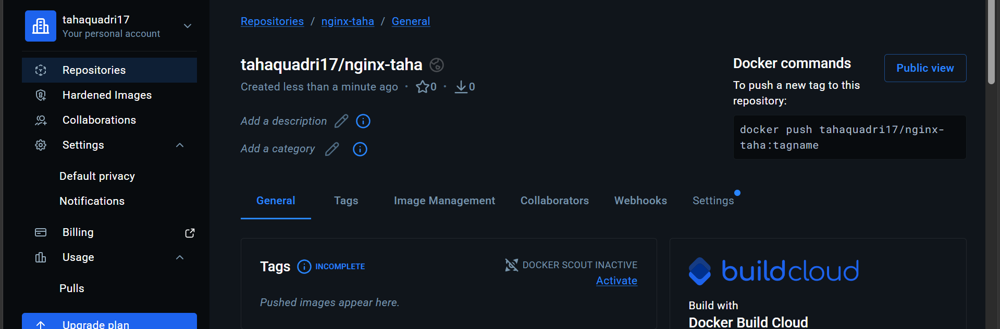 tahaquadri17
Your personal account
Repositories
Hardened Images
Collaborations
Settings
Default privacy
Notifications
Billing
Usage
Pulls
Upgrade plan
Repositories / nginx-taha / General
tahaquadri17/nginx-taha
Created less than a minute ago · 0 · 0
Add a description
Add a category
Docker commands
Public view
To push a new tag to this
repository:
docker push tahaquadri17/nginx-
taha:tagname
General Tags Image Management Collaborators Webhooks Settings
Tags INCOMPLETE
DOCKER SCOUT INACTIVE
Activate
Pushed images appear here.
buildcloud
Build with
Docker Build Cloud